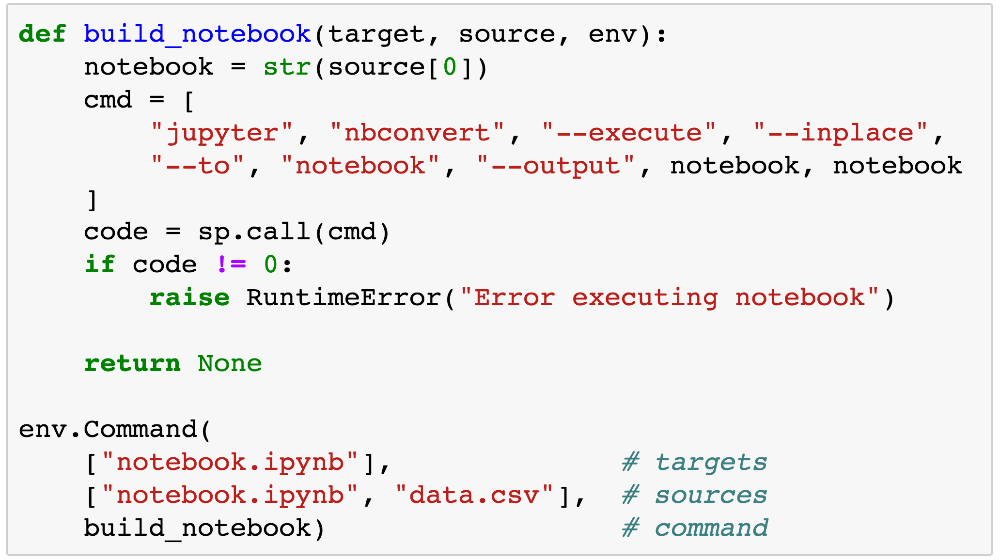 def build_notebook(target, source, env):
    notebook = str(source[0])
    cmd = [
        "jupyter", "nbconvert", "--execute", "--inplace",
        "--to", "notebook", "--output", notebook, notebook
    ]
    code = sp.call(cmd)
    if code != 0:
        raise RuntimeError("Error executing notebook")

    return None

env.Command(
    ["notebook.ipynb"],              # targets
    ["notebook.ipynb", "data.csv"],  # sources
    build_notebook)                  # command